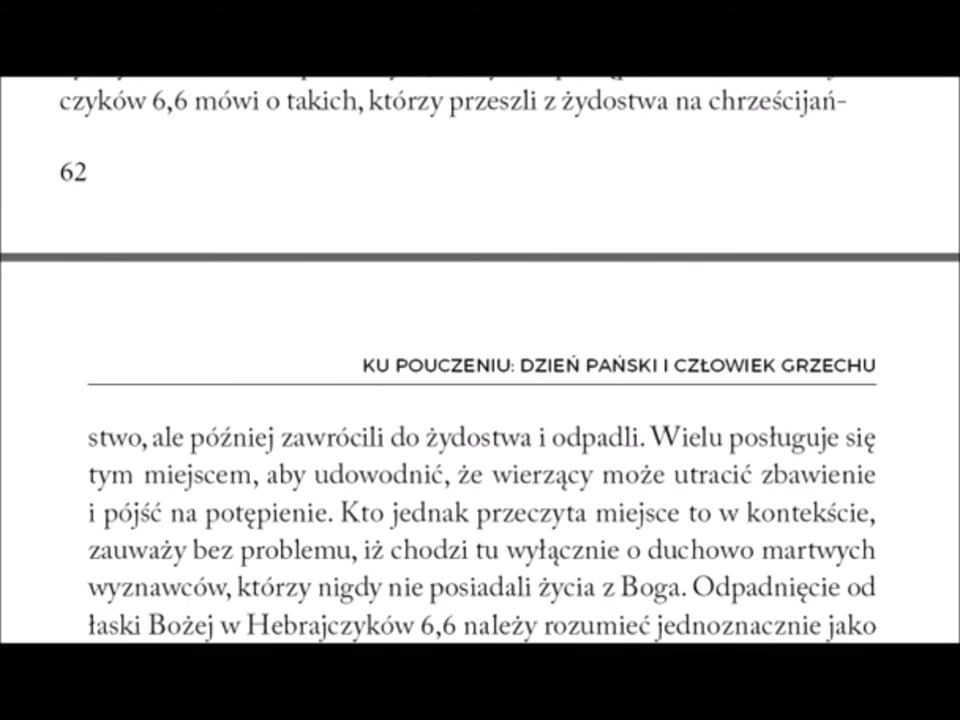 czyków 6,6 mówi o takich, którzy przeszli z żydostwa na chrześcijań-
62
KU POUCZENIU: DZIEŃ PAŃSKI I CZŁOWIEK GRZECHU
stwo, ale później zawrócili do żydostwa i odpadli. Wielu posługuje się
tym miejscem, aby udowodnić, że wierzący może utracić zbawienie
i pójść na potępienie. Kto jednak przeczyta miejsce to w kontekście,
zauważy bez problemu, iż chodzi tu wyłącznie o duchowo martwych
wyznawców, którzy nigdy nie posiadali życia z Boga. Odpadnięcie od
łaski Bożej w Hebrajczyków 6,6 należy rozumieć jednoznacznie jako